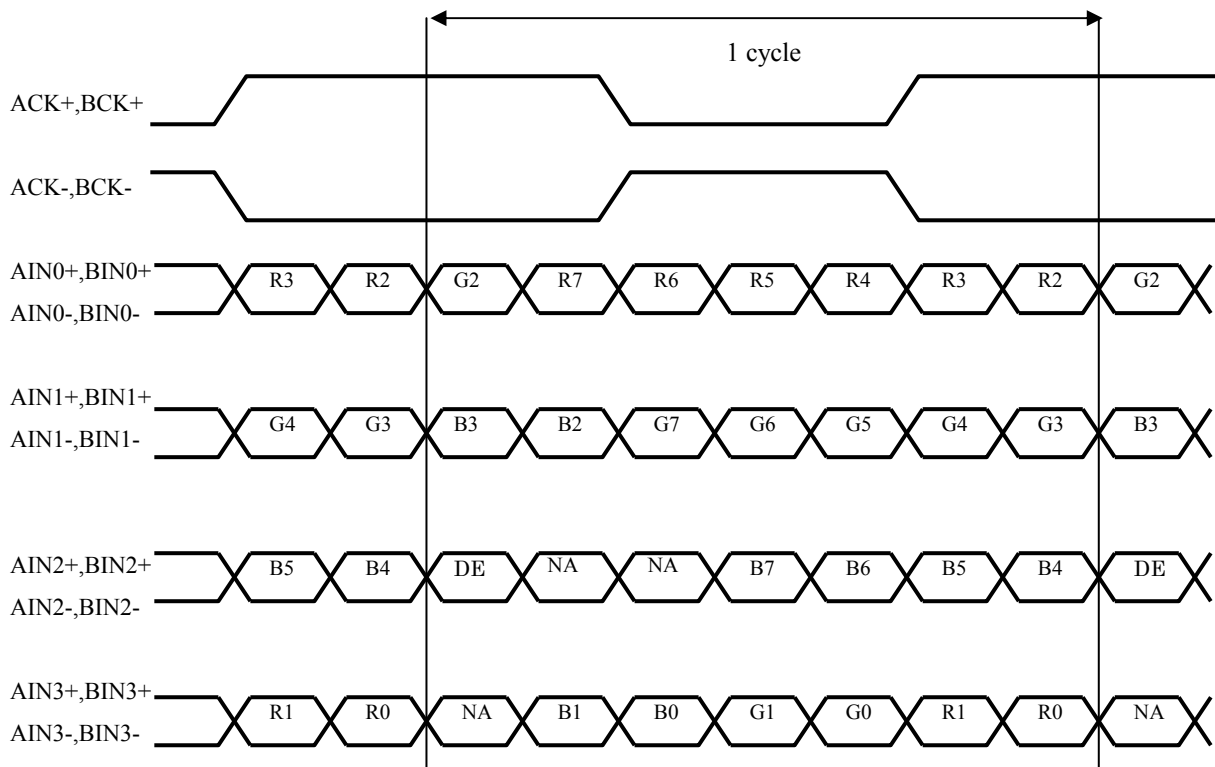 1 cycle
ACK+,BCK+
ACK-,BCK-
AIN0+,BIN0+
R3 R2 G2 R7 R6 R5 R4 R3 R2 G2
AIN0-,BIN0-
AIN1+,BIN1+
G4 G3 B3 B2 G7 G6 G5 G4 G3 B3
AIN1-,BIN1-
AIN2+,BIN2+
B5 B4 DE NA NA B7 B6 B5 B4 DE
AIN2-,BIN2-
AIN3+,BIN3+
R1 R0 NA B1 B0 G1 G0 R1 R0 NA
AIN3-,BIN3-